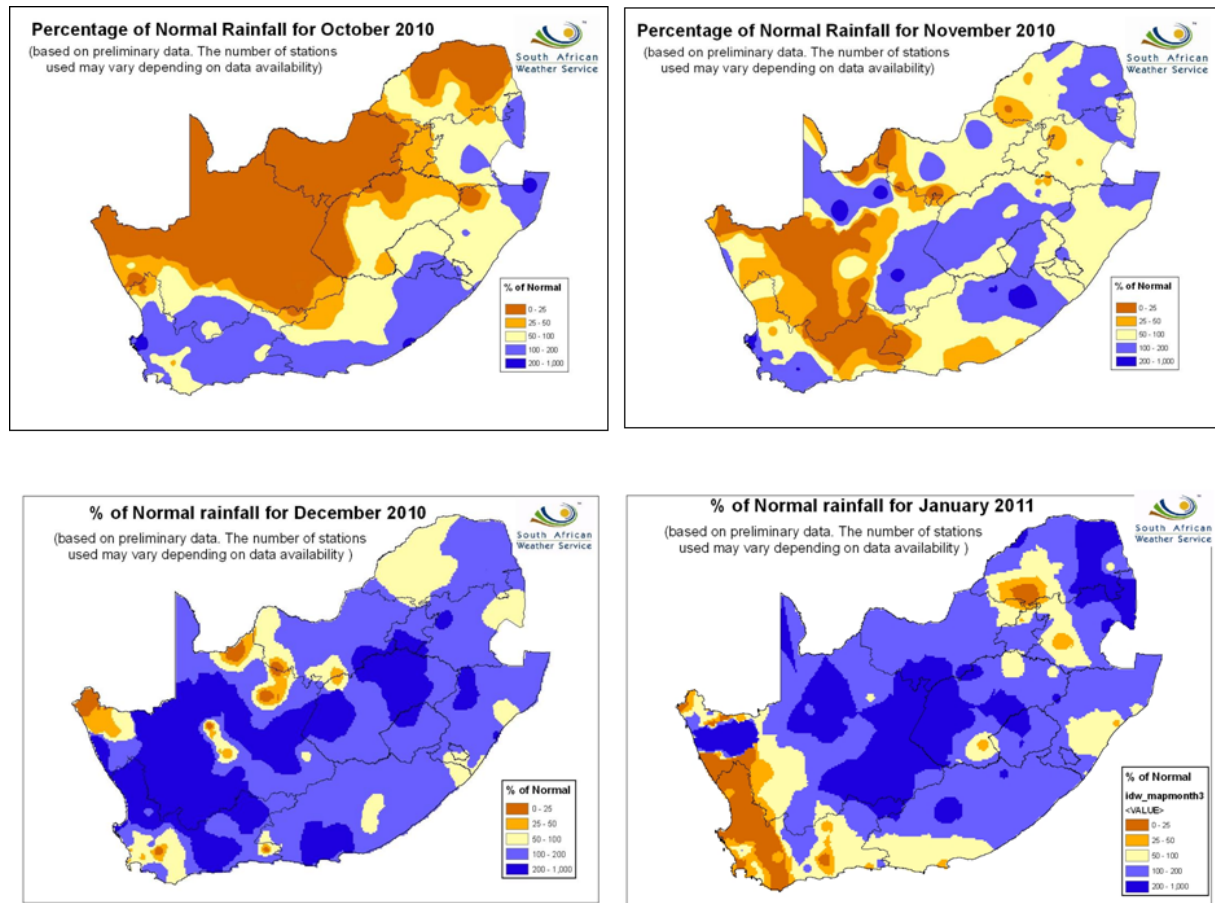 Percentage of Normal Rainfall for October 2010
(based on preliminary data. The number of stations
used may vary depending on data availability)
South African
Weather Service
% of Normal
0 - 25
25 - 50
50 - 100
100 - 200
200 - 1,000
Percentage of Normal Rainfall for November 2010
(based on preliminary data. The number of stations
used may vary depending on data availability)
South African
Weather Service
% of Normal
0 - 25
25 - 50
50 - 100
100 - 200
200 - 1,000
% of Normal rainfall for December 2010
(based on preliminary data. The number of stations
used may vary depending on data availability )
South African
Weather Service
% of Normal
0 - 25
25 - 50
50 - 100
100 - 200
200 - 1,000
% of Normal rainfall for January 2011
(based on preliminary data. The number of stations
used may vary depending on data availability )
South African
Weather Service
% of Normal
idw_mapmonth3
<VALUE>
0 - 25
25 - 50
50 - 100
100 - 200
200 - 1,000